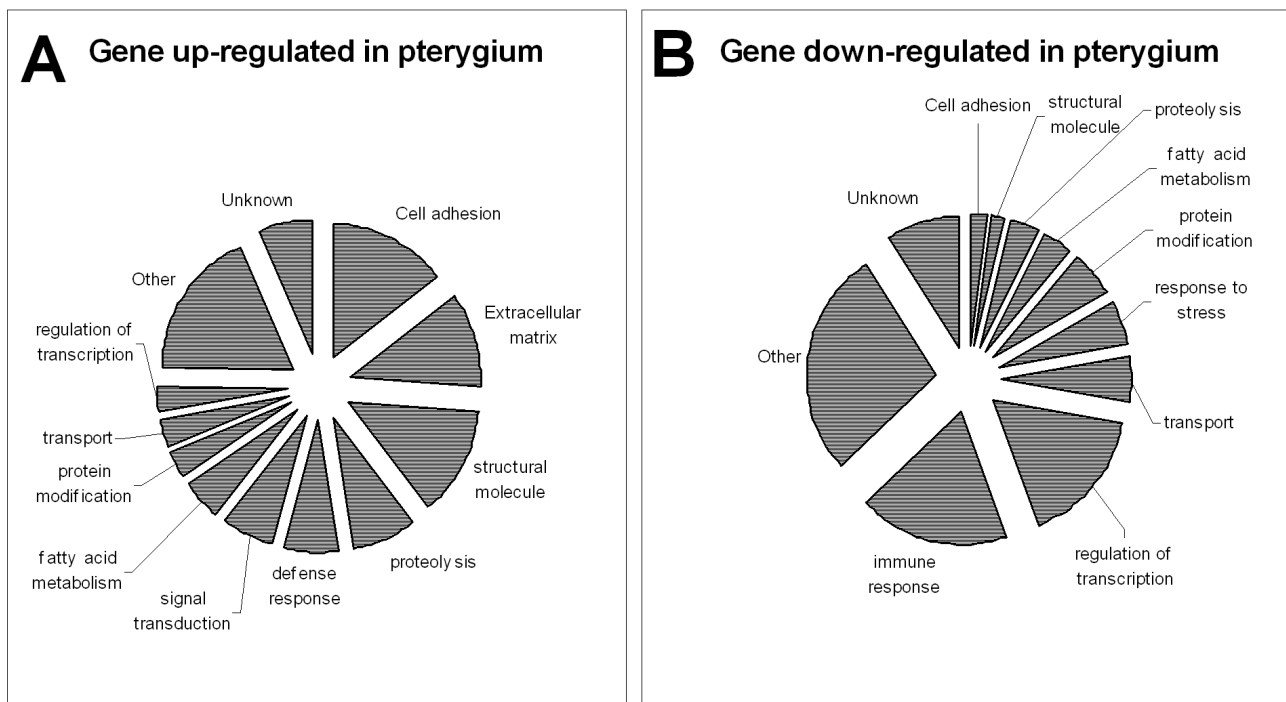 A Gene up-regulated in pterygium
Unknown
Cell adhesion
Other
Extracellular
matrix
regulation of
transcription
transport
protein
modification
structural
molecule
fatty acid
metabolism
signal
transduction
defense
response
proteolysis
B Gene down-regulated in pterygium
Cell adhesion
structural
molecule
proteolysis
fatty acid
metabolism
Unknown
protein
modification
response to
stress
Other
transport
immune
response
regulation of
transcription